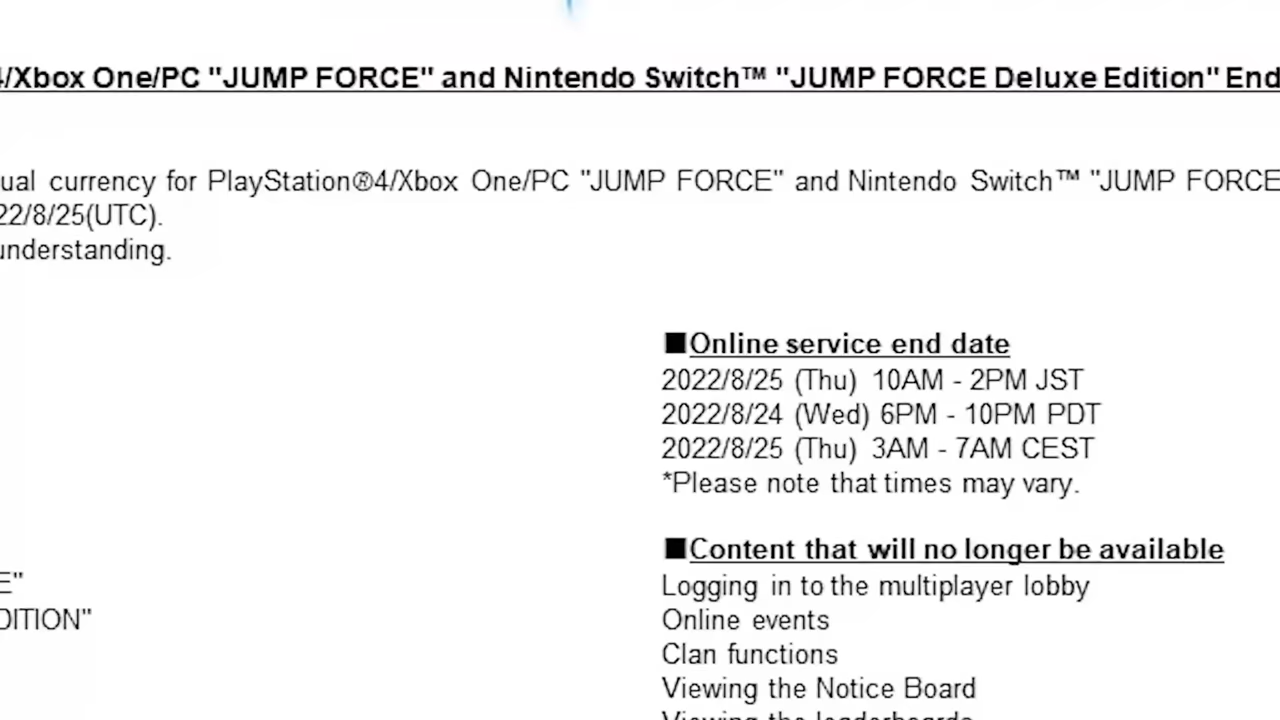 4/Xbox One/PC "JUMP FORCE" and Nintendo Switch™ "JUMP FORCE Deluxe Edition" End
ual currency for PlayStation®4/Xbox One/PC "JUMP FORCE" and Nintendo Switch™ "JUMP FORCE
22/8/25(UTC).
understanding.
■Online service end date
2022/8/25 (Thu) 10AM - 2PM JST
2022/8/24 (Wed) 6PM - 10PM PDT
2022/8/25 (Thu) 3AM - 7AM CEST
*Please note that times may vary.
■Content that will no longer be available
Logging in to the multiplayer lobby
Online events
Clan functions
Viewing the Notice Board
Viewing the leaderboards
E"
DITION"